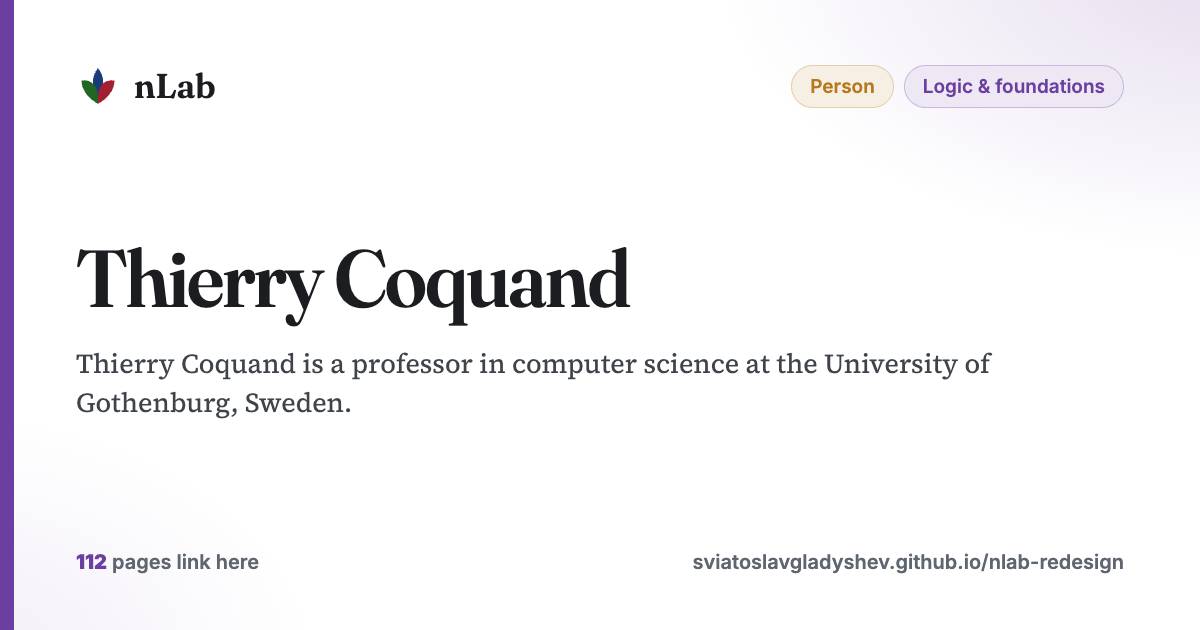 nLab
Person
Logic & foundations
Thierry Coquand
Thierry Coquand is a professor in computer science at the University of
Gothenburg, Sweden.
112 pages link here
sviatoslavgladyshev.github.io/nlab-redesign